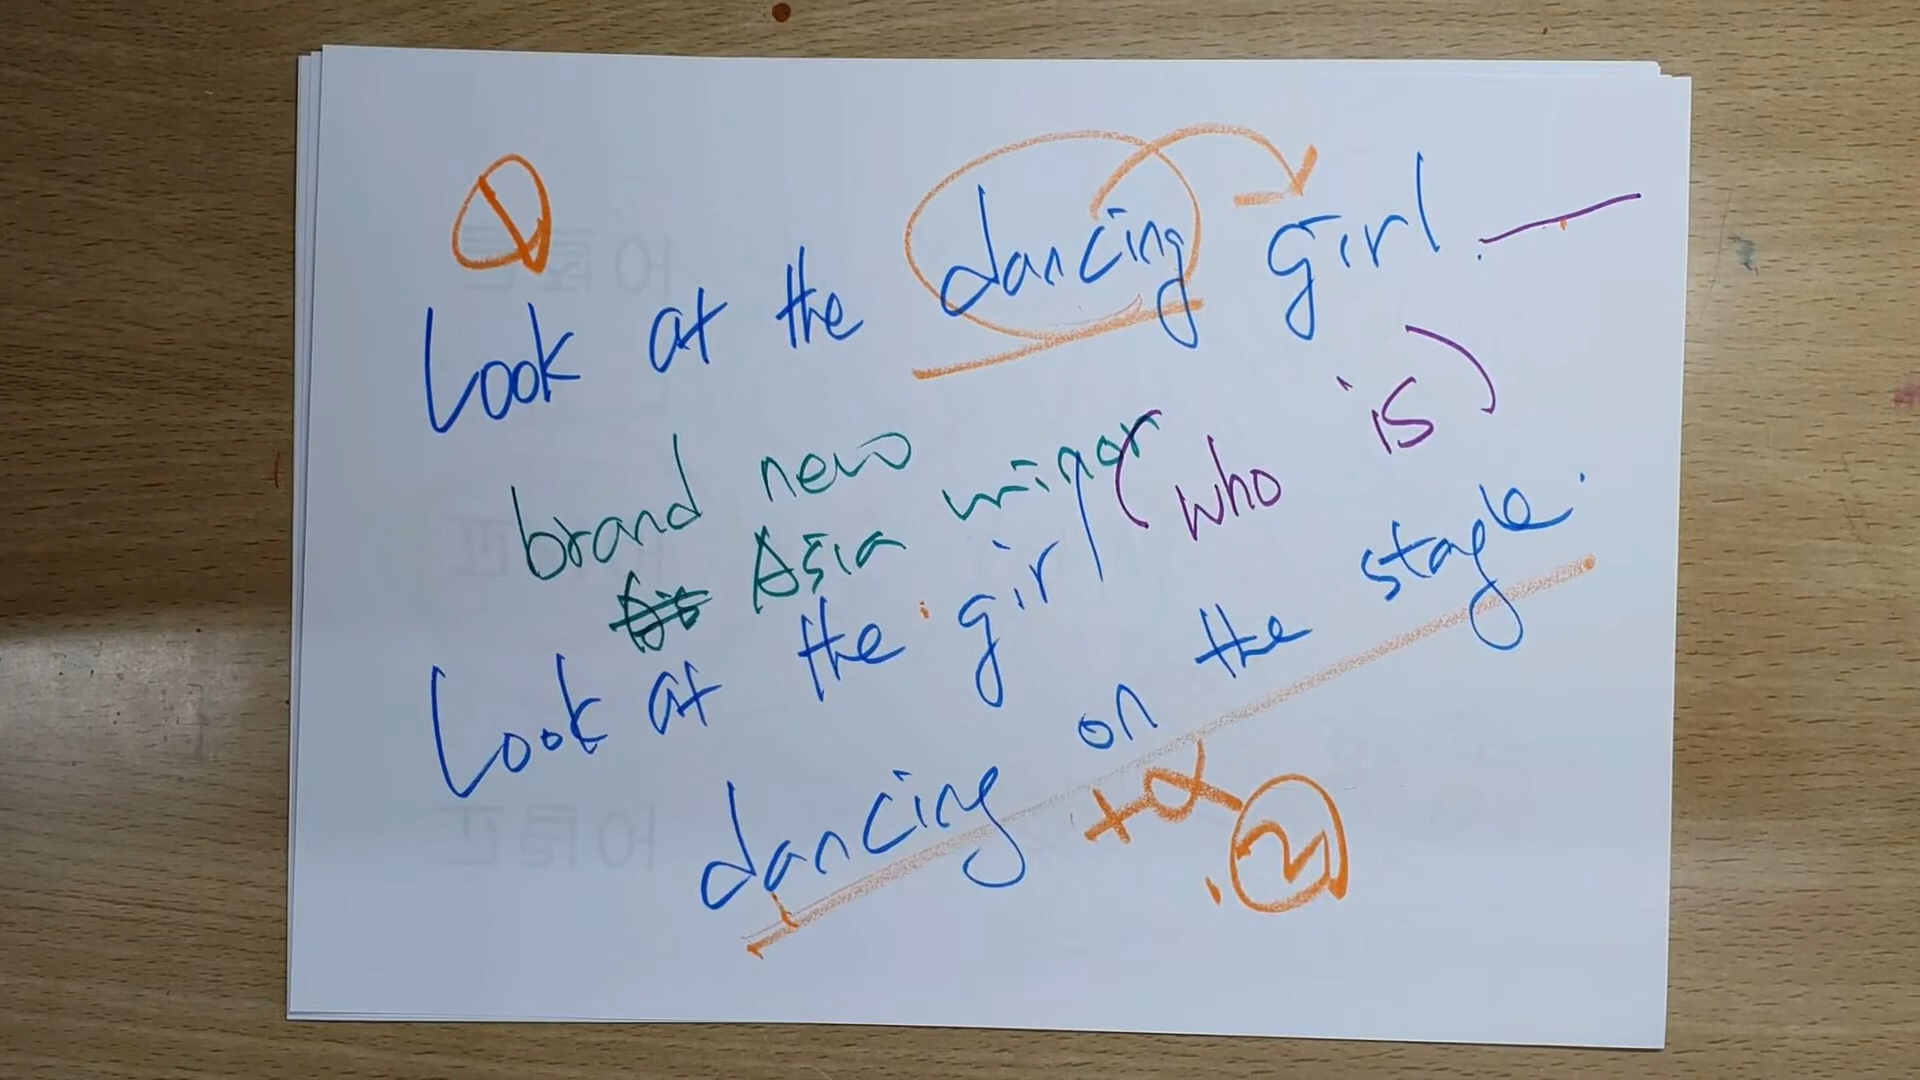 ①
Look at the dancing girl.
brand new
Asia minor
(who is)
Look at the girl
dancing on the stage.
+α
②